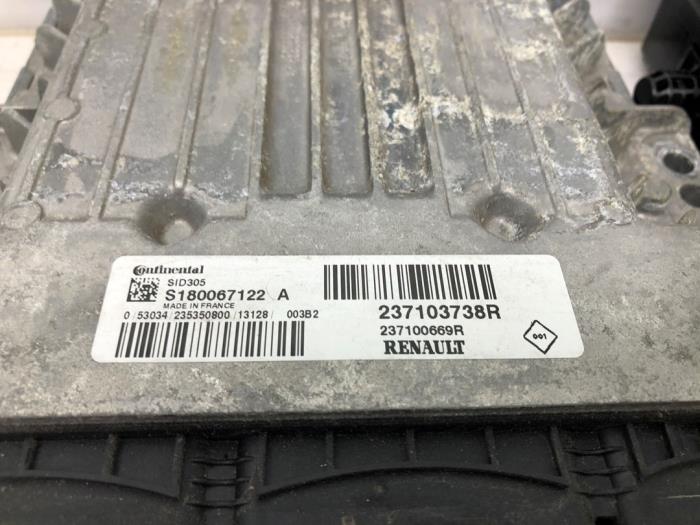 Continental
SID305
S180067122 A
MADE IN FRANCE
0/53034/235350800/13128/ 003B2
237103738R
237100669R
RENAULT
001